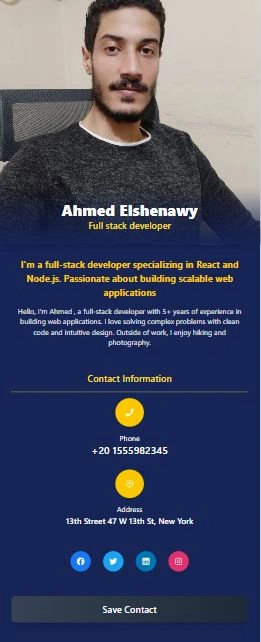 Ahmed Elshenawy
Full stack developer
I'm a full-stack developer specializing in React and
Node.js. Passionate about building scalable web
applications
Hello, I'm Ahmed , a full-stack developer with 5+ years of experience in
building web applications. I love solving complex problems with clean
code and intuitive design. Outside of work, I enjoy hiking and
photography.
Contact Information
Phone
+20 1555982345
Address
13th Street 47 W 13th St, New York
Save Contact